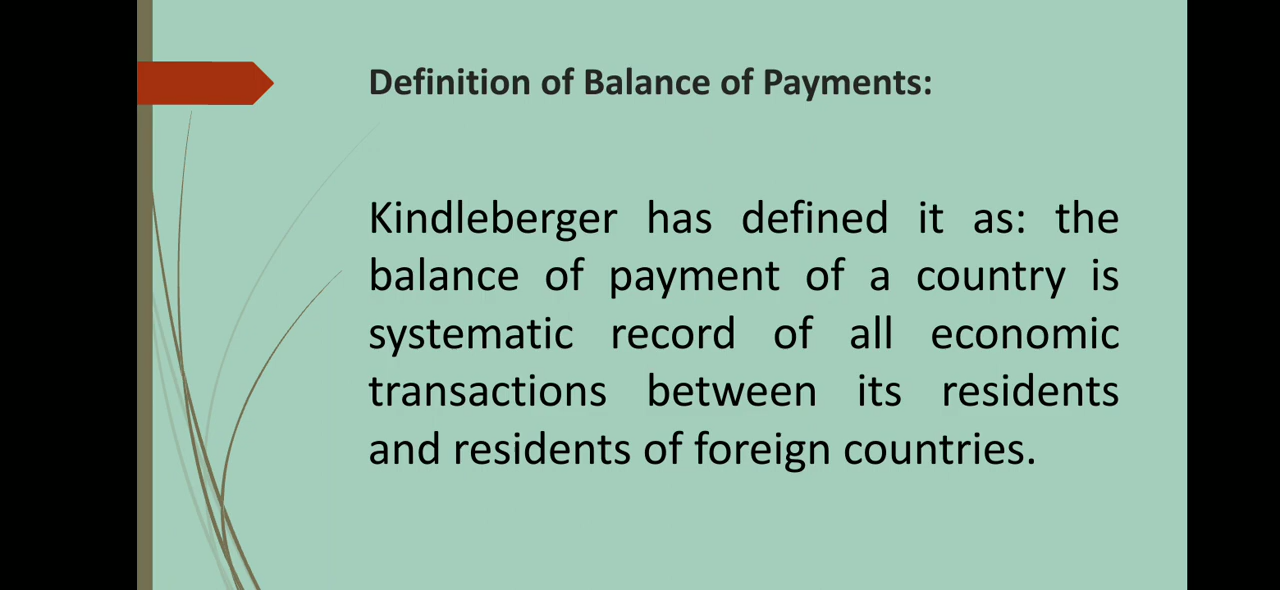 Definition of Balance of Payments:
Kindleberger has defined it as: the
balance of payment of a country is
systematic record of all economic
transactions between its residents
and residents of foreign countries.